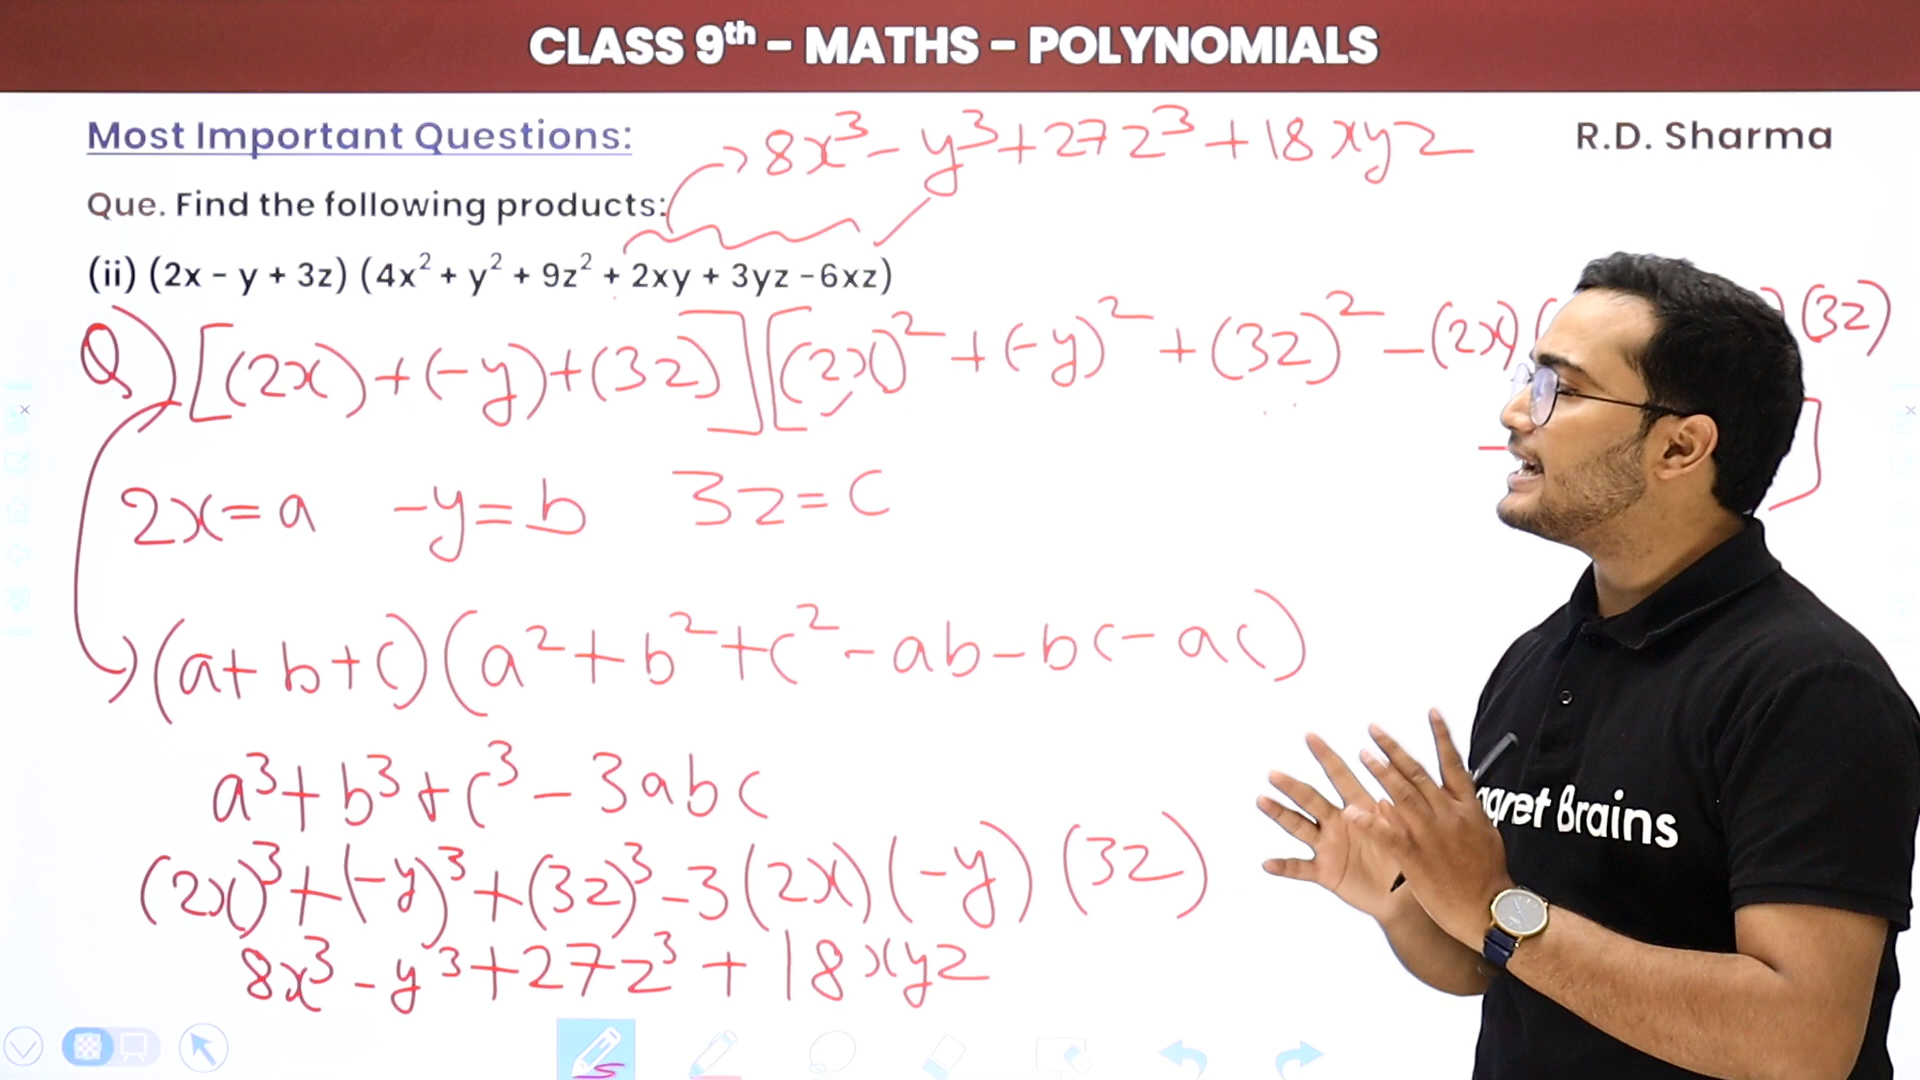 CLASS 9th - MATHS - POLYNOMIALS
Most Important Questions:
8x³ - y³ + 27z³ + 18xyz
R.D. Sharma
Que. Find the following products:
(ii) (2x - y + 3z) (4x² + y² + 9z² + 2xy + 3yz - 6xz)
Q) [(2x) + (-y) + (3z)] [(2x)² + (-y)² + (3z)² - (2x) (3z)
-
]
2x = a -y = b 3z = c
(a + b + c) (a² + b² + c² - ab - bc - ac)
a³ + b³ + c³ - 3abc
(2x)³ + (-y)³ + (3z)³ - 3 (2x) (-y) (3z)
8x³ - y³ + 27z³ + 18xyz
Brains